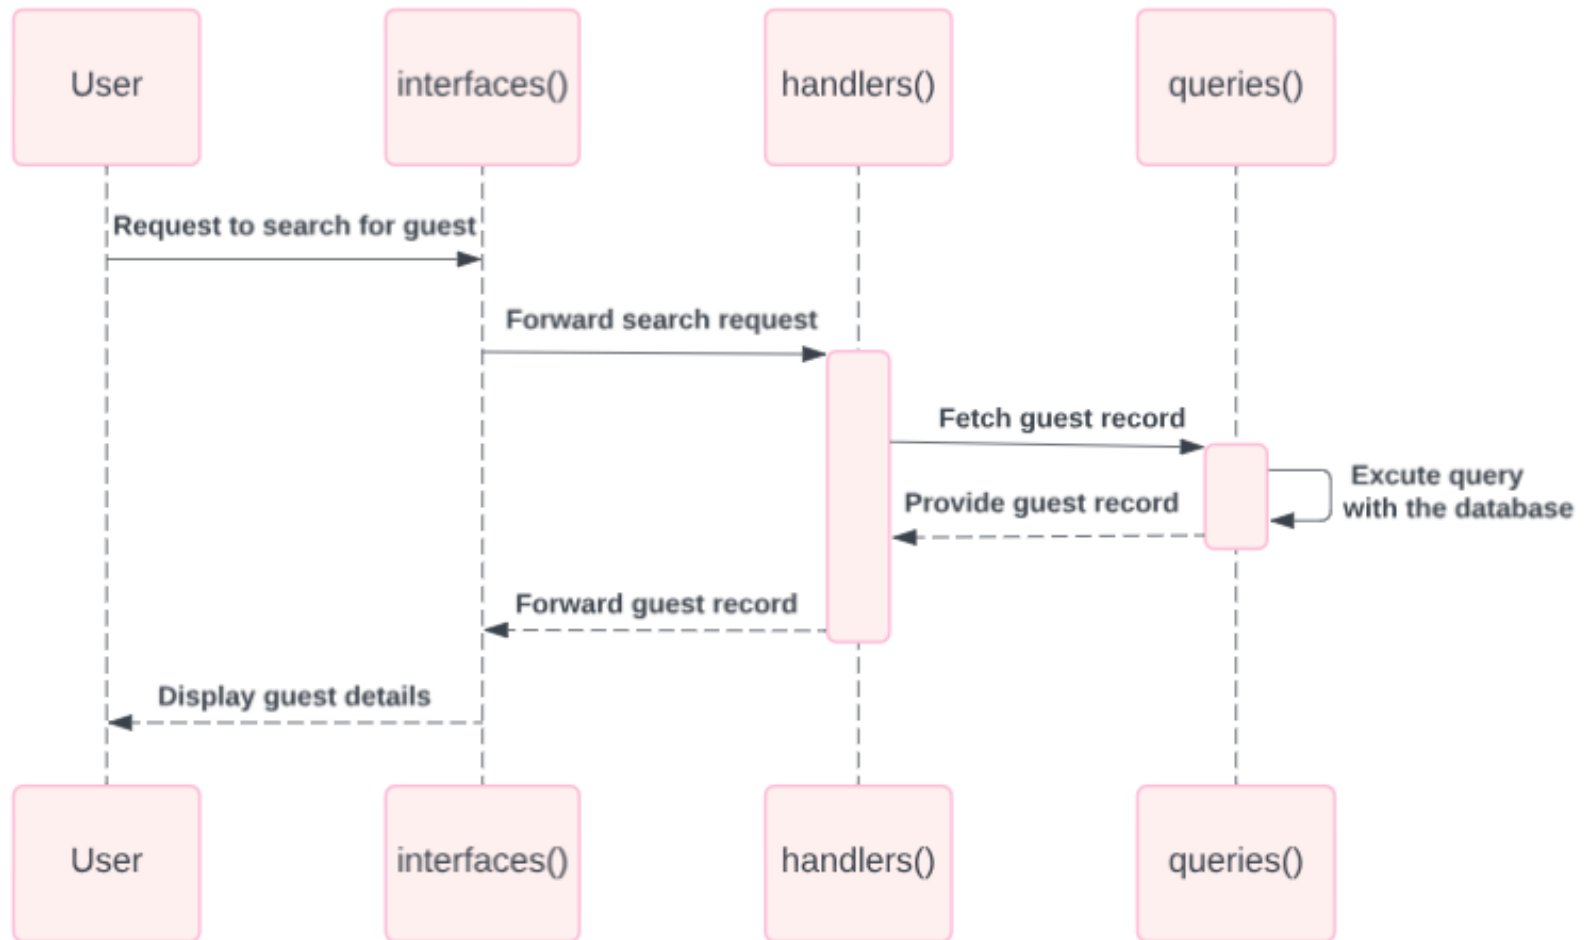 User
interfaces()
handlers()
queries()
Request to search for guest
Forward search request
Fetch guest record
Excute query
with the database
Provide guest record
Forward guest record
Display guest details
User
interfaces()
handlers()
queries()